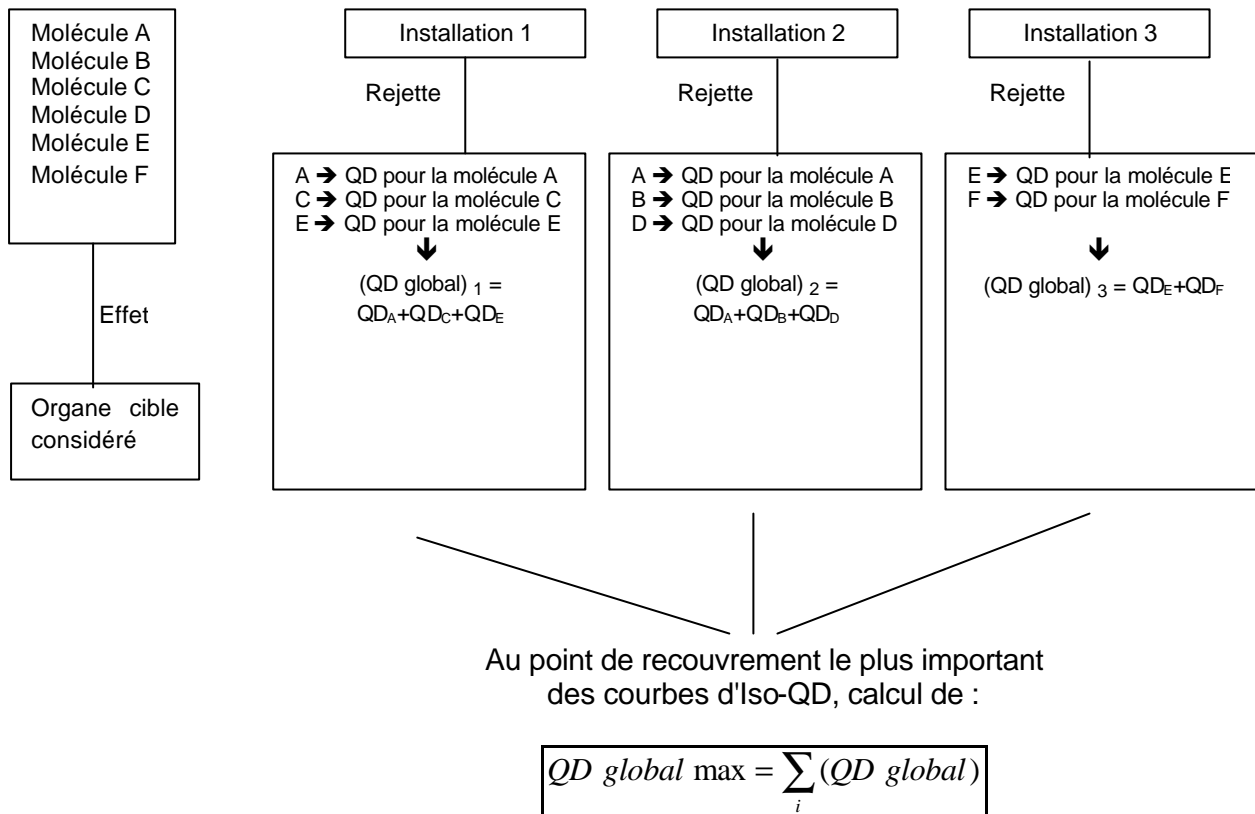 Molécule A
Molécule B
Molécule C
Molécule D
Molécule E
Molécule F
Effet
Organe cible
considéré
Installation 1
Rejette
A ➔ QD pour la molécule A
C ➔ QD pour la molécule C
E ➔ QD pour la molécule E
(QD global) 1 =
QDA+QDC+QDE
Installation 2
Rejette
A ➔ QD pour la molécule A
B ➔ QD pour la molécule B
D ➔ QD pour la molécule D
(QD global) 2 =
QDA+QDB+QDD
Installation 3
Rejette
E ➔ QD pour la molécule E
F ➔ QD pour la molécule F
(QD global) 3 = QDE+QDF
Au point de recouvrement le plus important
des courbes d'Iso-QD, calcul de :
QD global max = ∑i (QD global)